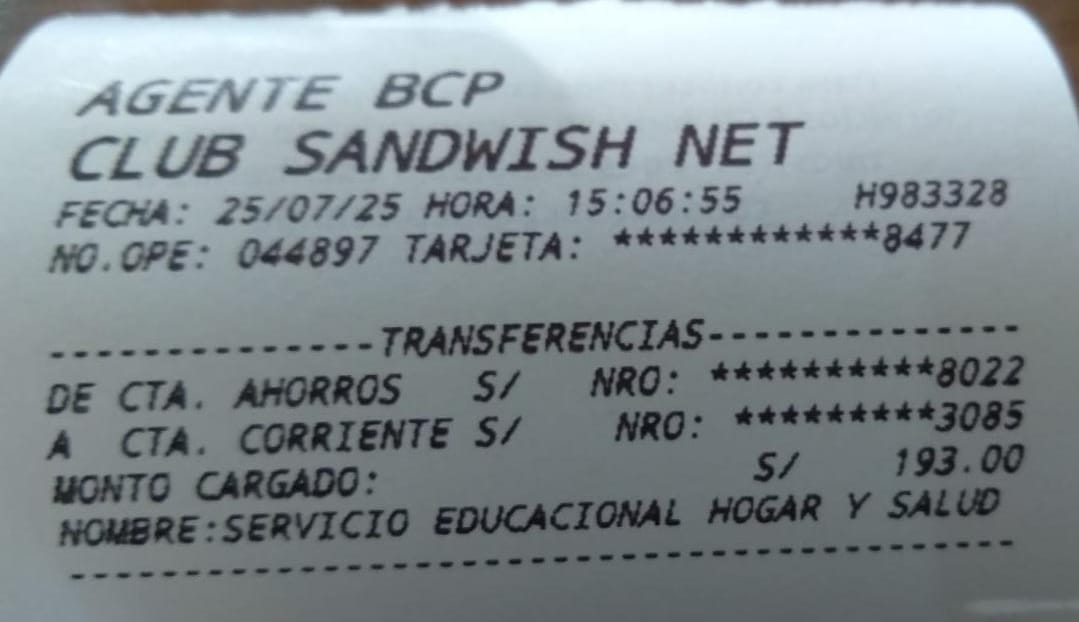 AGENTE BCP
CLUB SANDWISH NET
FECHA: 25/07/25 HORA: 15:06:55 H983328
NO.OPE: 044897 TARJETA: ************8477
--------------TRANSFERENCIAS--------------
DE CTA. AHORROS S/ NRO: **********8022
A CTA. CORRIENTE S/ NRO: *********3085
MONTO CARGADO: S/ 193.00
NOMBRE:SERVICIO EDUCACIONAL HOGAR Y SALUD
------------------------------------------